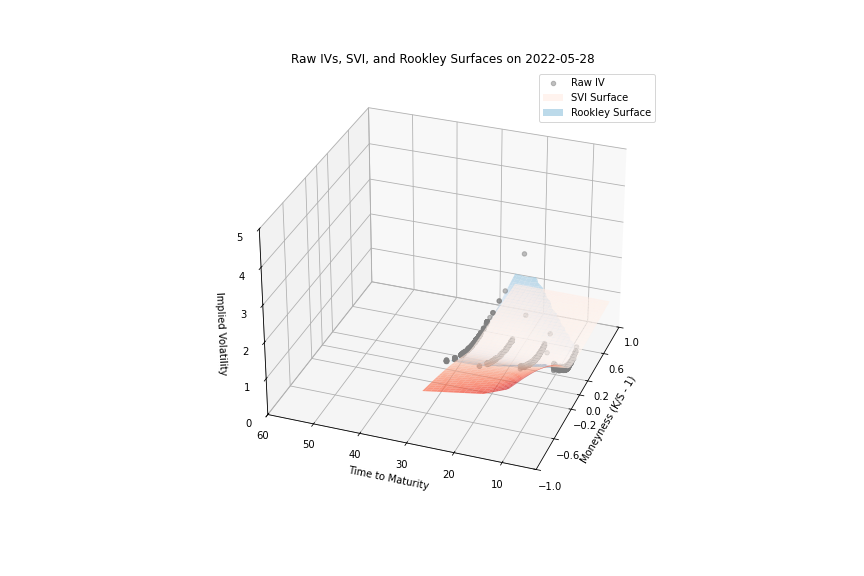 Raw IVs, SVI, and Rookley Surfaces on 2022-05-28
Raw IV
SVI Surface
Rookley Surface
5
4
3
2
1
0
Implied Volatility
60
50
40
30
20
10
Time to Maturity
1.0
0.6
0.2
0.0
−0.2
−0.6
−1.0
Moneyness (K/S - 1)